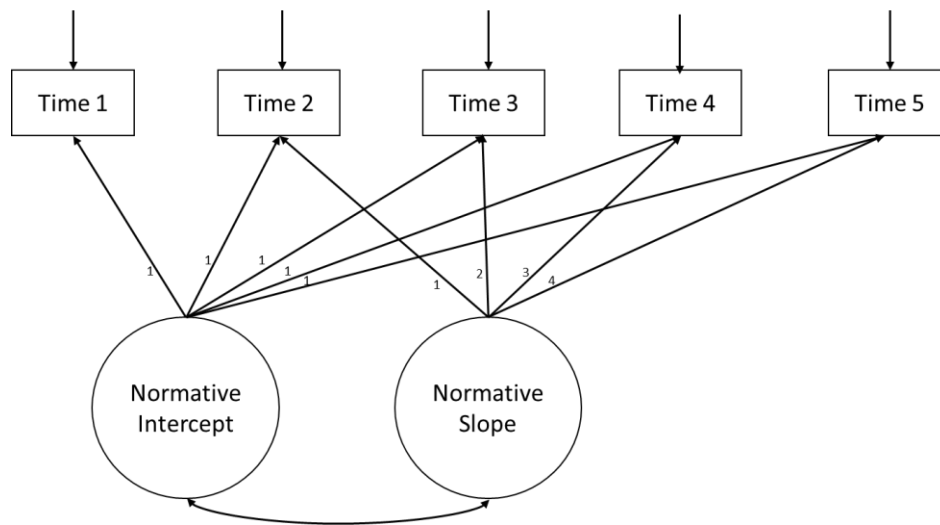 Time 1
Time 2
Time 3
Time 4
Time 5
1
1
1
1
1
1
2
3
4
Normative
Intercept
Normative
Slope